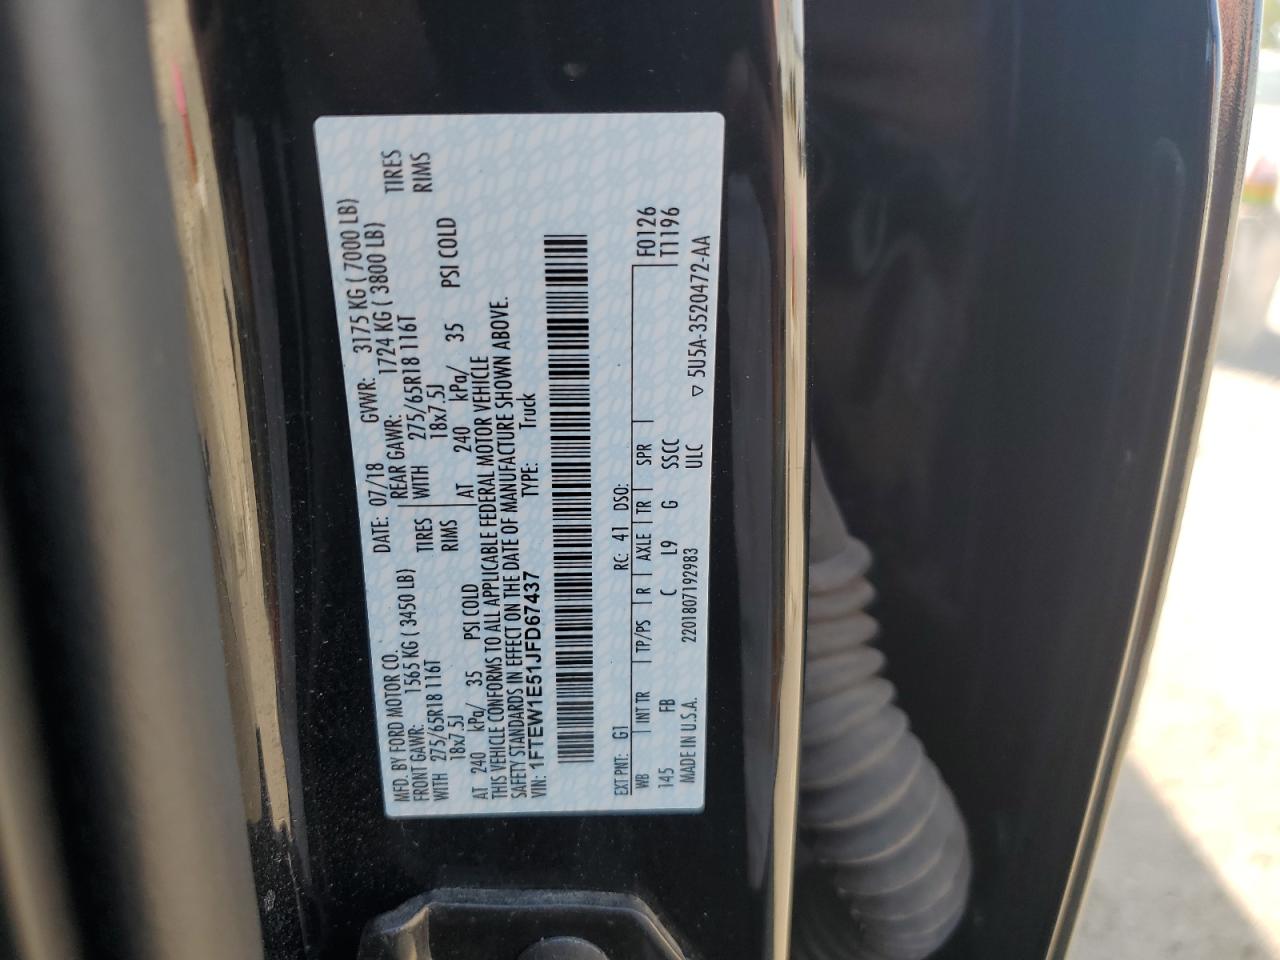 MFD. BY FORD MOTOR CO.
DATE: 07/18 GVWR: 3175 KG ( 7000 LB)
FRONT GAWR: 1565 KG ( 3450 LB) REAR GAWR: 1724 KG ( 3800 LB)
WITH 275/65R18 116T TIRES WITH 275/65R18 116T TIRES
18x7.5J RIMS 18x7.5J RIMS
AT 240 kPa/ 35 PSI COLD AT 240 kPa/ 35 PSI COLD
THIS VEHICLE CONFORMS TO ALL APPLICABLE FEDERAL MOTOR VEHICLE
SAFETY STANDARDS IN EFFECT ON THE DATE OF MANUFACTURE SHOWN ABOVE.
VIN: 1FTEW1E51JFD67437 TYPE: Truck
EXT PNT: G1 RC: 41 DSO: F0126
WB INT TR TP/PS R AXLE TR SPR T1196
145 FB C L9 G SSCC
MADE IN U.S.A. 2201807192983 ULC ▽ 5U5A-3520472-AA